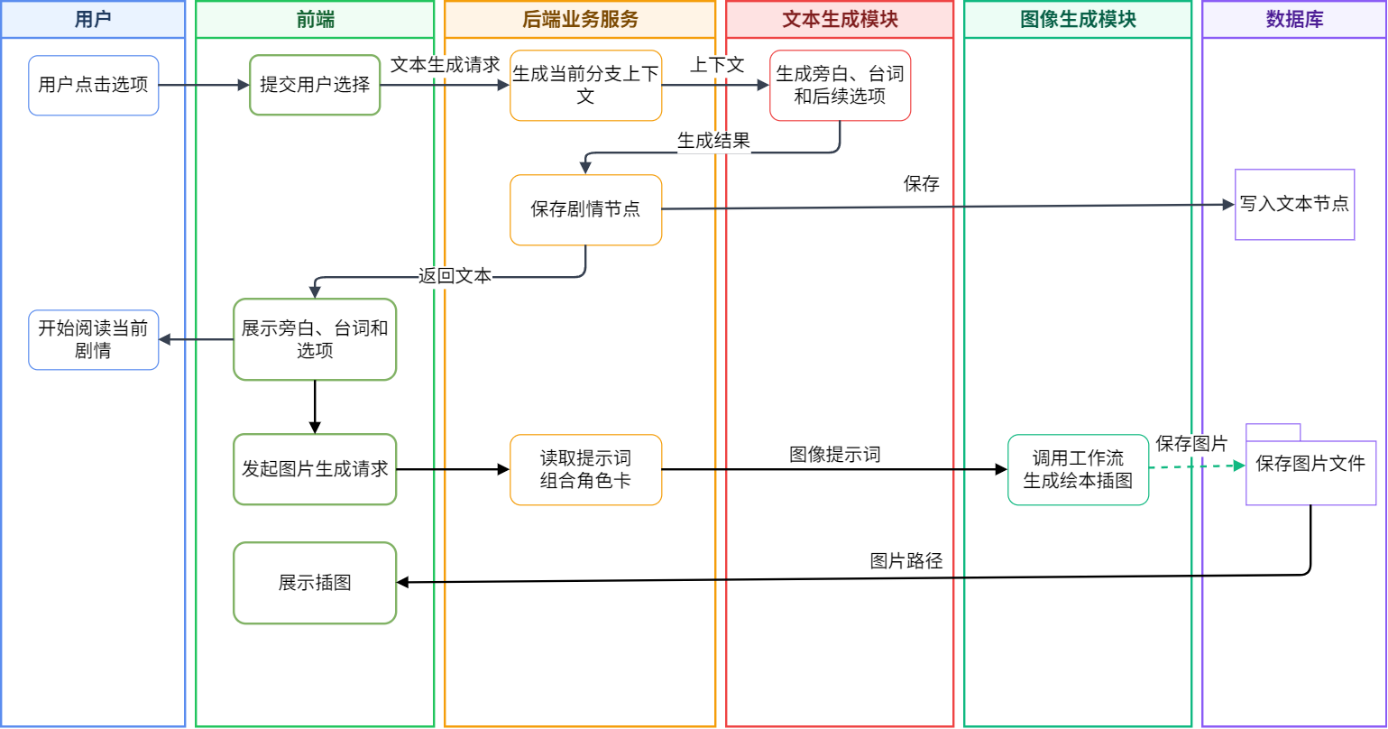 用户
前端
后端业务服务
文本生成模块
图像生成模块
数据库
用户点击选项
提交用户选择
文本生成请求
生成当前分支上下
文
上下文
生成旁白、台词
和后续选项
生成结果
保存剧情节点
保存
写入文本节点
返回文本
开始阅读当前
剧情
展示旁白、台词和
选项
发起图片生成请求
读取提示词
组合角色卡
图像提示词
调用工作流
生成绘本插图
保存图片
保存图片文件
图片路径
展示插图